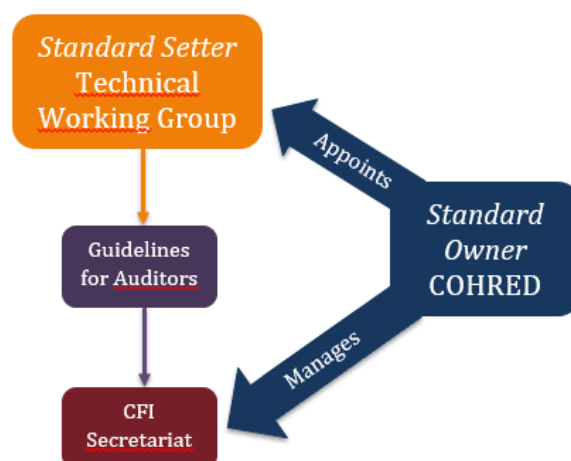 Standard Setter
Technical
Working Group
Appoints
Standard
Owner
COHRED
Guidelines
for Auditors
Manages
CFI
Secretariat